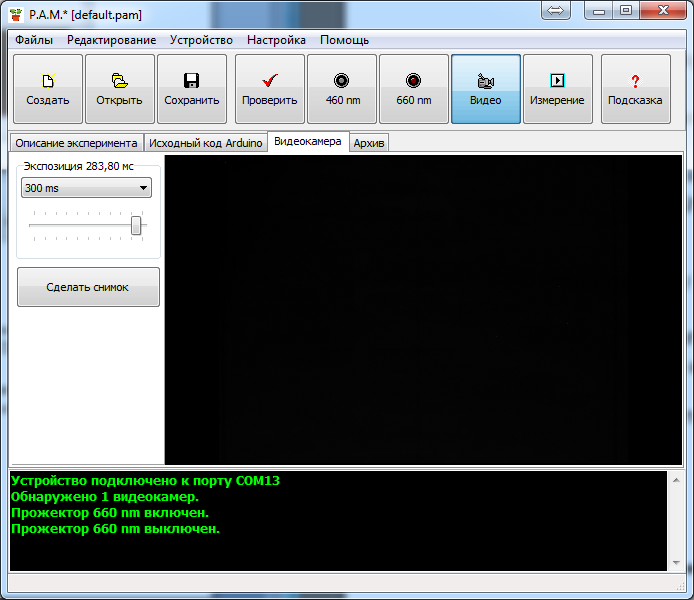 P.A.M.* [default.pam]
Файлы Редактирование Устройство Настройка Помощь
Создать Открыть Сохранить Проверить 460 nm 660 nm Видео Измерение Подсказка
Описание эксперимента Исходный код Arduino Видеокамера Архив
Экспозиция 283,80 мс
300 ms
Сделать снимок
Устройство подключено к порту COM13
Обнаружено 1 видеокамер.
Прожектор 660 nm включен.
Прожектор 660 nm выключен.